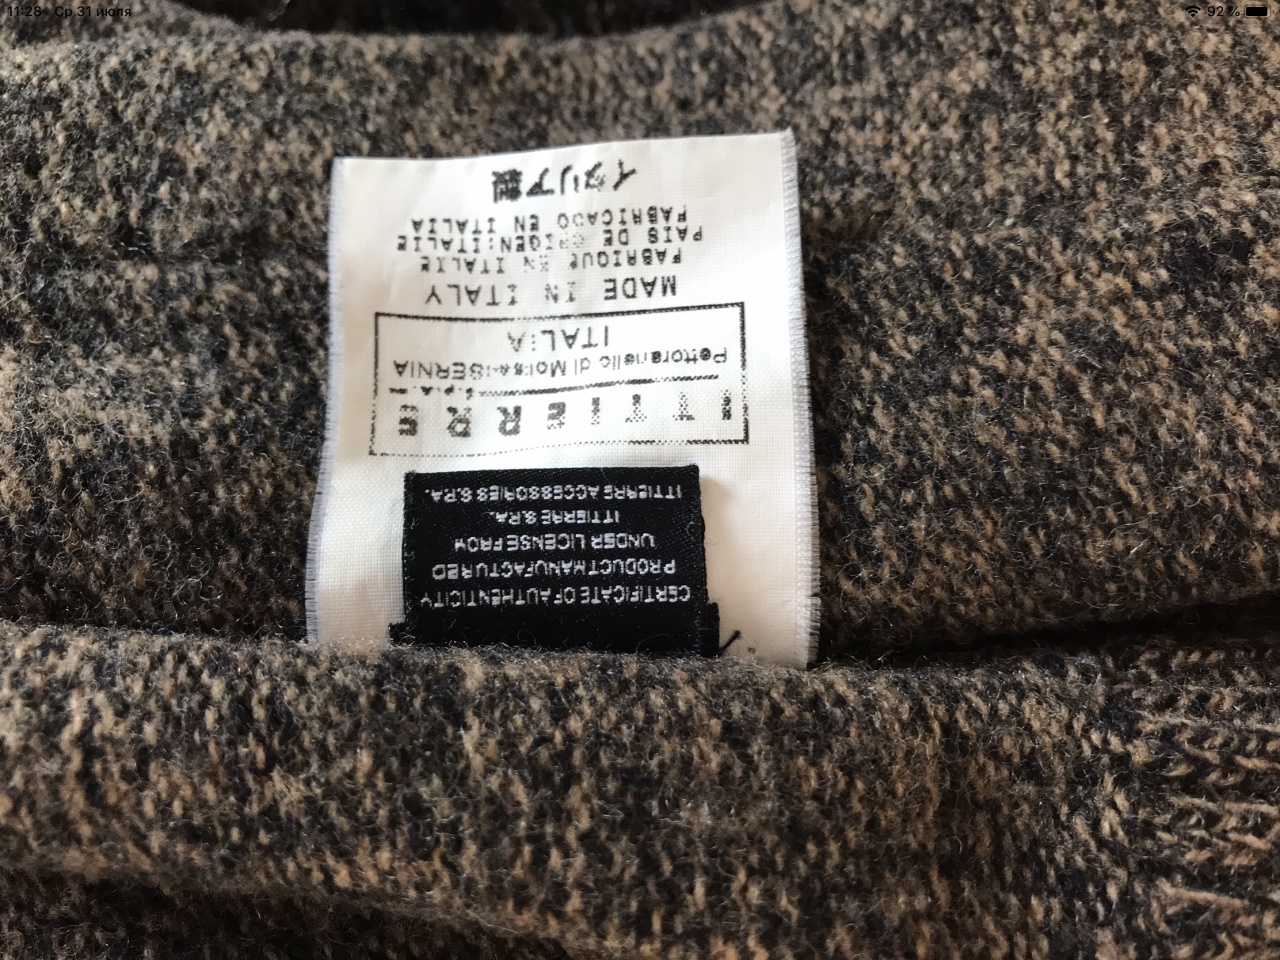 11:28 Ср 31 июля
92 %
CERTIFICATE OF AUTHENTICITY
PRODUCT MANUFACTURED
UNDER LICENSE FROM
ITTIERRE S.P.A.
ITTIERRE ACCESSORIES S.P.A.
ITTIERRE
S.P.A.
Pettoranello di Molise-ISERNIA
ITALIA
MADE IN ITALY
FABRIQUE EN ITALIE
PAIS DE ORIGEN:ITALIE
FABRICADO EN ITALIA
イタリア製